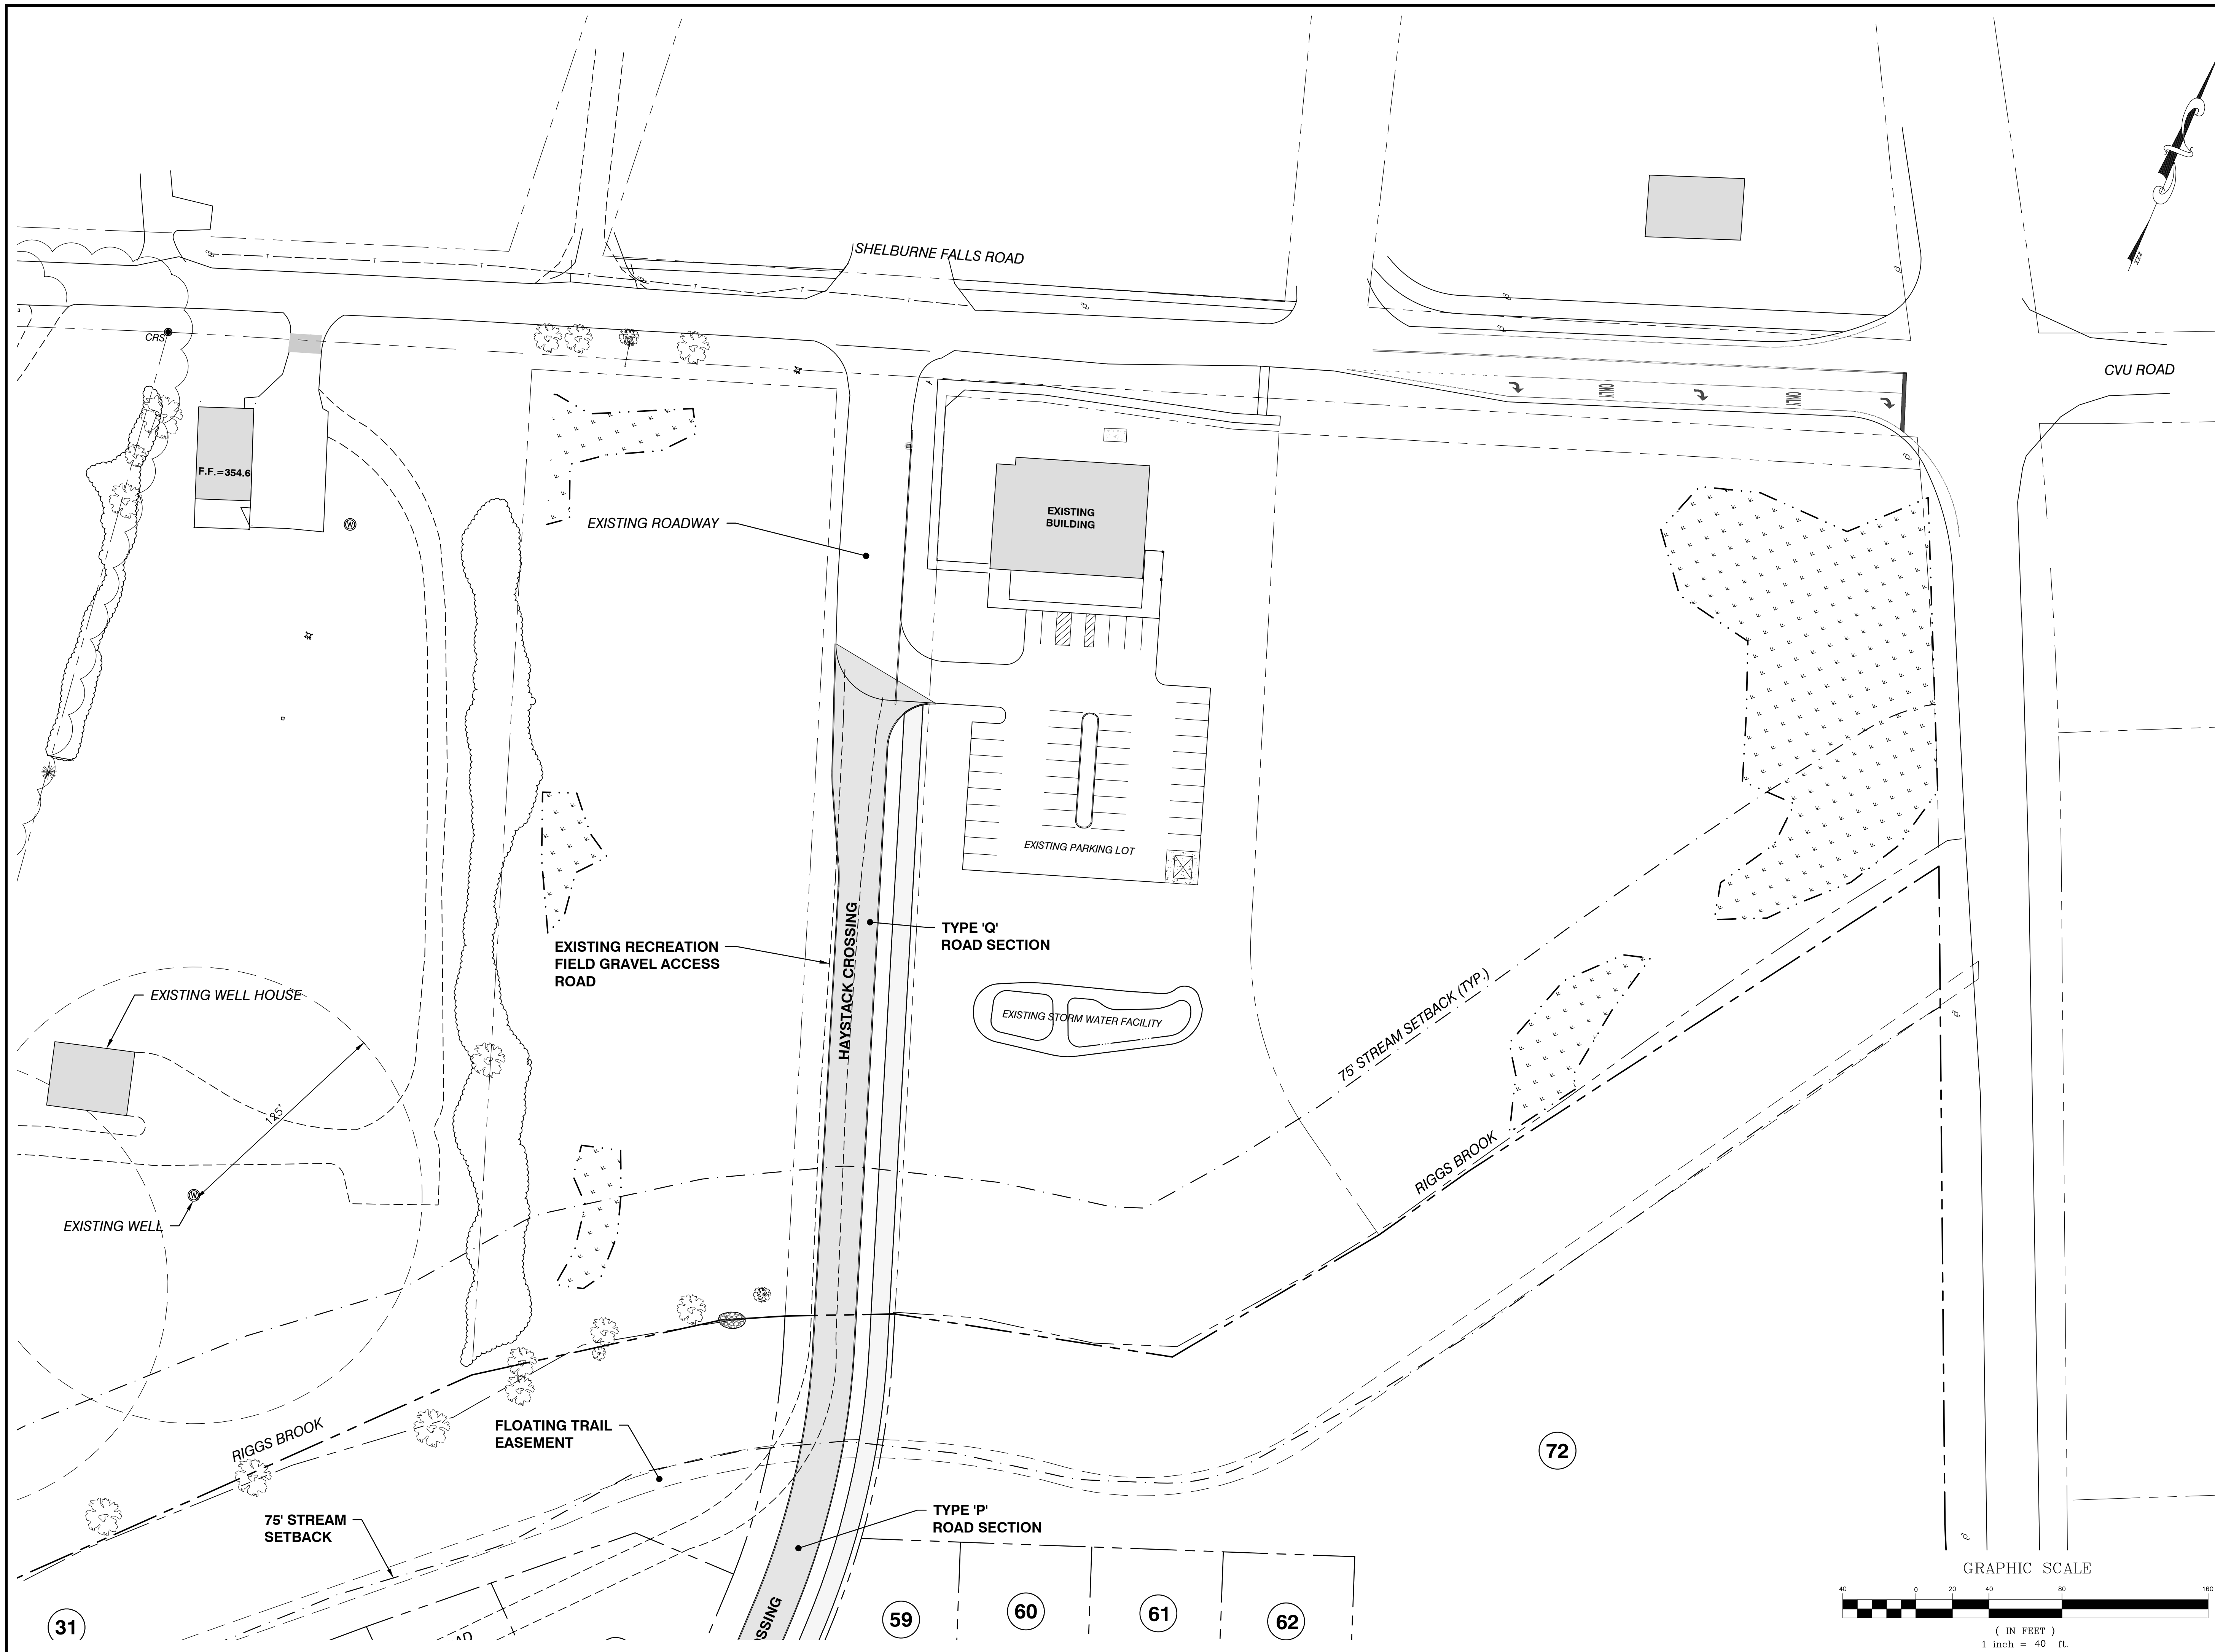 SHELBURNE FALLS ROAD
xxx
CRS
CVU ROAD
ONLY
ONLY
F.F.=354.6
EXISTING
BUILDING
EXISTING ROADWAY
EXISTING PARKING LOT
HAYSTACK CROSSING
TYPE 'Q'
ROAD SECTION
EXISTING RECREATION
FIELD GRAVEL ACCESS
ROAD
EXISTING WELL HOUSE
EXISTING STORM WATER FACILITY
75' STREAM SETBACK (TYP.)
125'
W
W
EXISTING WELL
RIGGS BROOK
RIGGS BROOK
FLOATING TRAIL
EASEMENT
72
75' STREAM
SETBACK
TYPE 'P'
ROAD SECTION
GRAPHIC SCALE
40 0 20 40 80 160
( IN FEET )
1 inch = 40 ft.
31
59
60
61
62